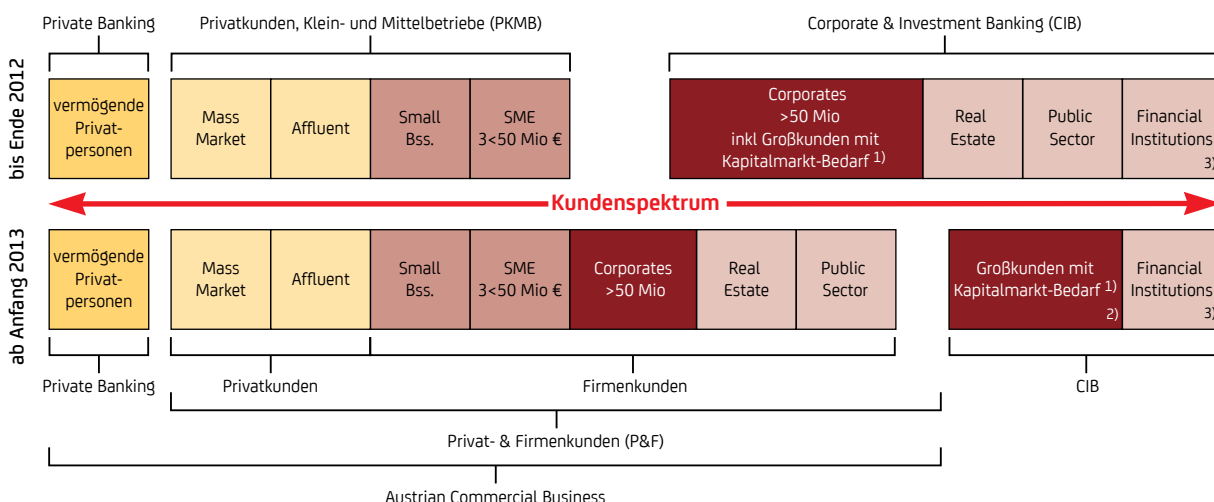 Private Banking
Privatkunden, Klein- und Mittelbetriebe (PKMB)
Corporate & Investment Banking (CIB)
bis Ende 2012
vermögende
Privat-
personen
Mass
Market
Affluent
Small
Bss.
SME
3<50 Mio €
Corporates
>50 Mio
inkl Großkunden mit
Kapitalmarkt-Bedarf 1)
Real
Estate
Public
Sector
Financial
Institutions
3)
Kundenspektrum
ab Anfang 2013
vermögende
Privat-
personen
Mass
Market
Affluent
Small
Bss.
SME
3<50 Mio €
Corporates
>50 Mio
Real
Estate
Public
Sector
Großkunden mit
Kapitalmarkt-Bedarf 1)
2)
Financial
Institutions
3)
Private Banking
Privatkunden
Firmenkunden
CIB
Privat- & Firmenkunden (P&F)
Austrian Commercial Business